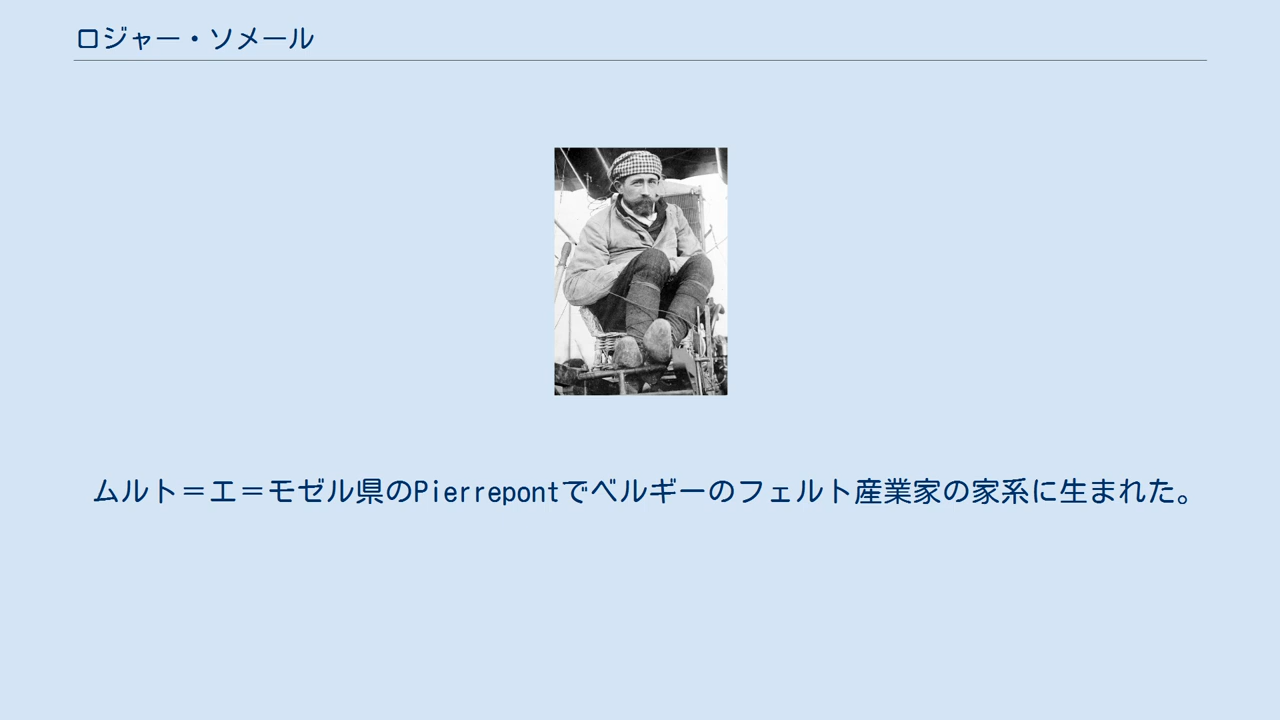 ロジャー・ソメール
ムルト＝エ＝モゼル県のPierrepontでベルギーのフェルト産業家の家系に生まれた。